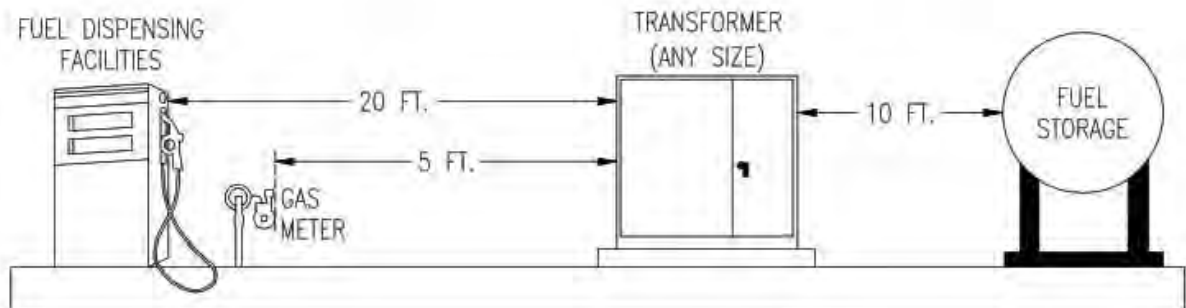 FUEL DISPENSING
FACILITIES
TRANSFORMER
(ANY SIZE)
20 FT.
10 FT.
FUEL
STORAGE
5 FT.
GAS
METER